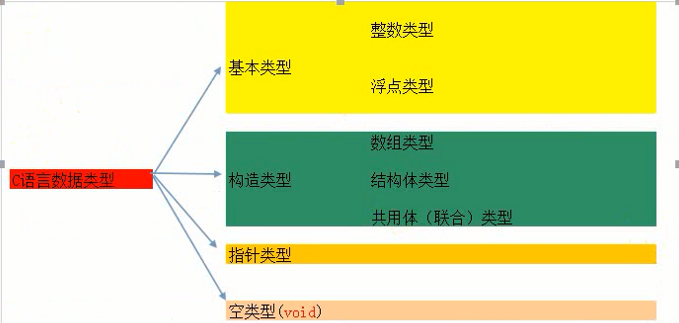 整数类型
基本类型
浮点类型
数组类型
C语言数据类型
构造类型
结构体类型
共用体（联合）类型
指针类型
空类型(void)